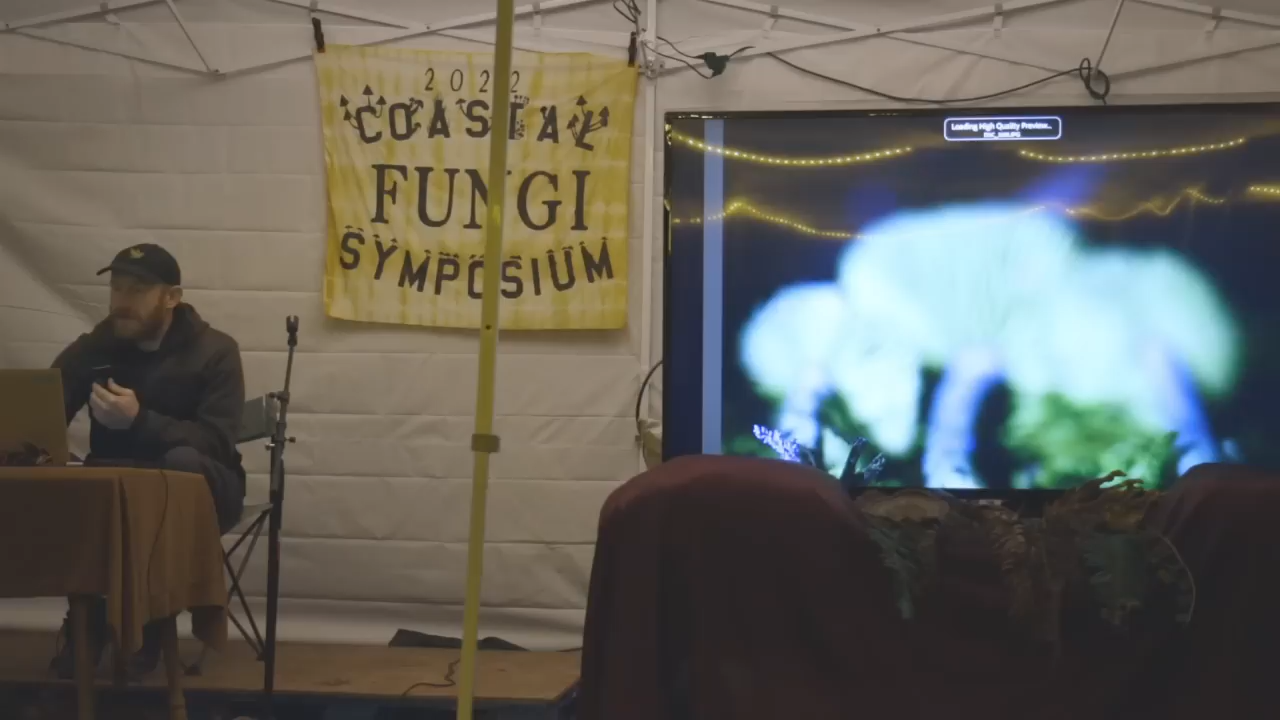 2022
COASTAL
FUNGI
SYMPOSIUM
Loading High Quality Preview...